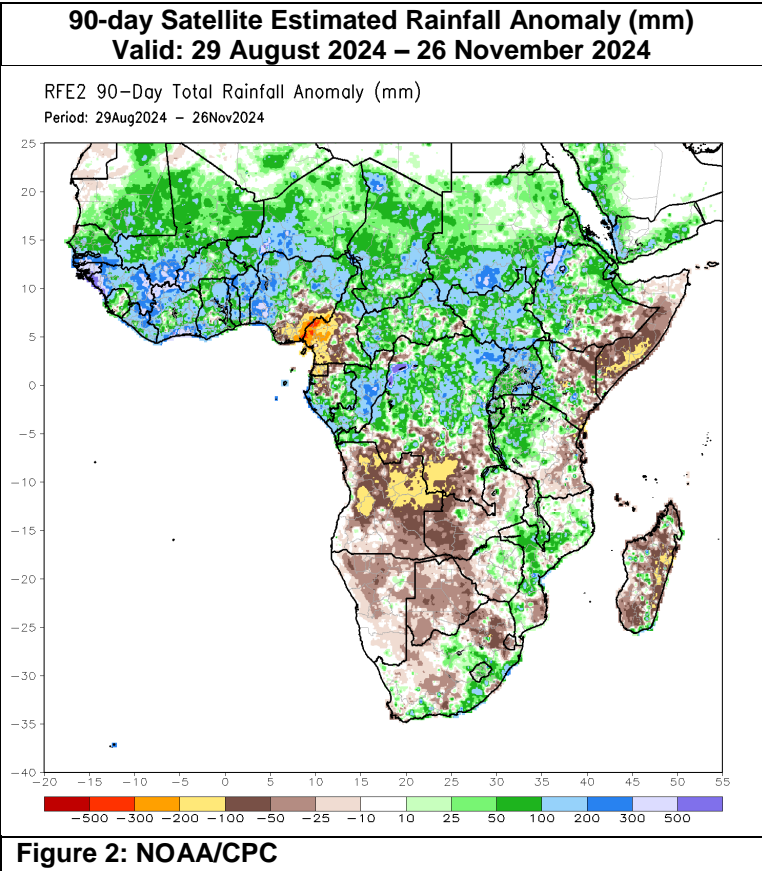 90-day Satellite Estimated Rainfall Anomaly (mm)
Valid: 29 August 2024 – 26 November 2024
RFE2 90-Day Total Rainfall Anomaly (mm)
Period: 29Aug2024 - 26Nov2024
25
20
15
10
5
0
-5
-10
-15
-20
-25
-30
-35
-40
-20 -15 -10 -5 0 5 10 15 20 25 30 35 40 45 50 55
-500 -300 -200 -100 -50 -25 -10 10 25 50 100 200 300 500
Figure 2: NOAA/CPC